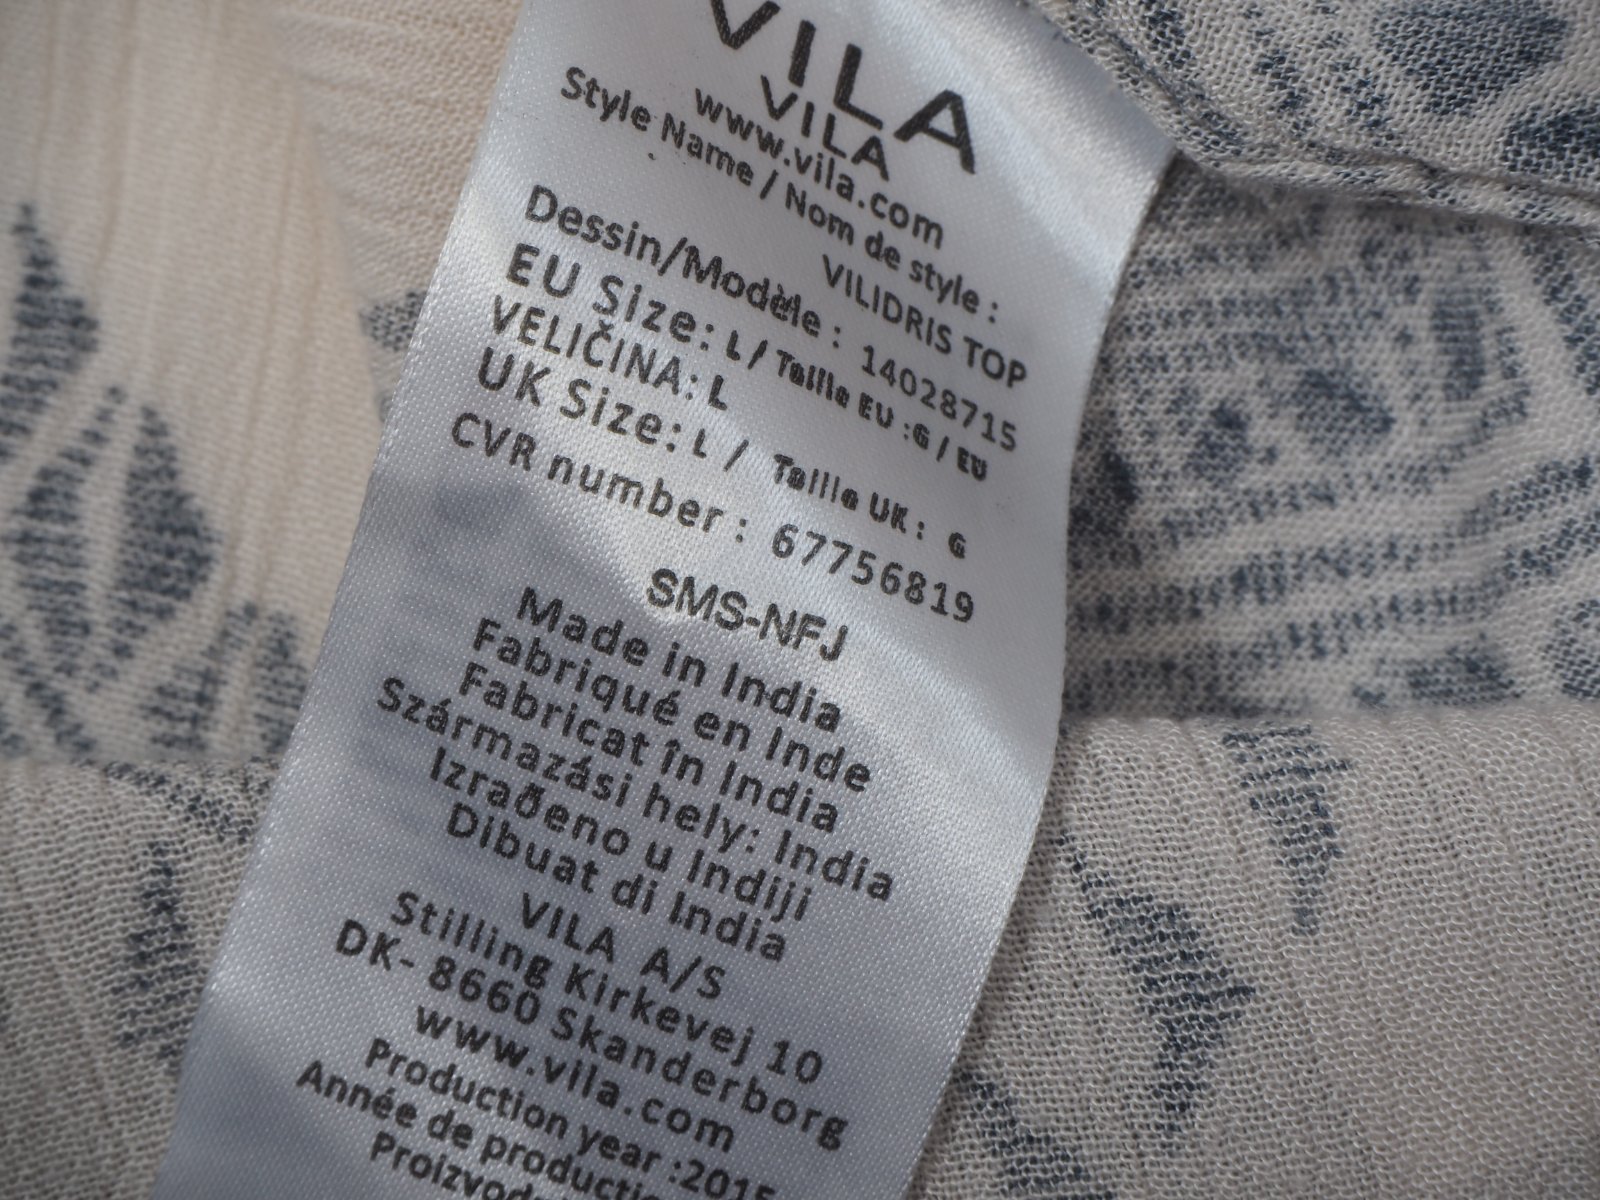 VILA
VILA
www.vila.com
Style Name / Nom de style :
VILIDRIS TOP
Dessin/Modèle : 14028715
EU Size: L / Taille EU :G / EU
VELIČINA: L
UK Size: L / Taille UK : G
CVR number : 67756819
SMS-NFJ
Made in India
Fabriqué en Inde
Fabricat în India
Származási hely: India
Izrađeno u Indiji
Dibuat di India
VILA A/S
Stilling Kirkevej 10
DK- 8660 Skanderborg
www.vila.com
Production year :2015
Année de